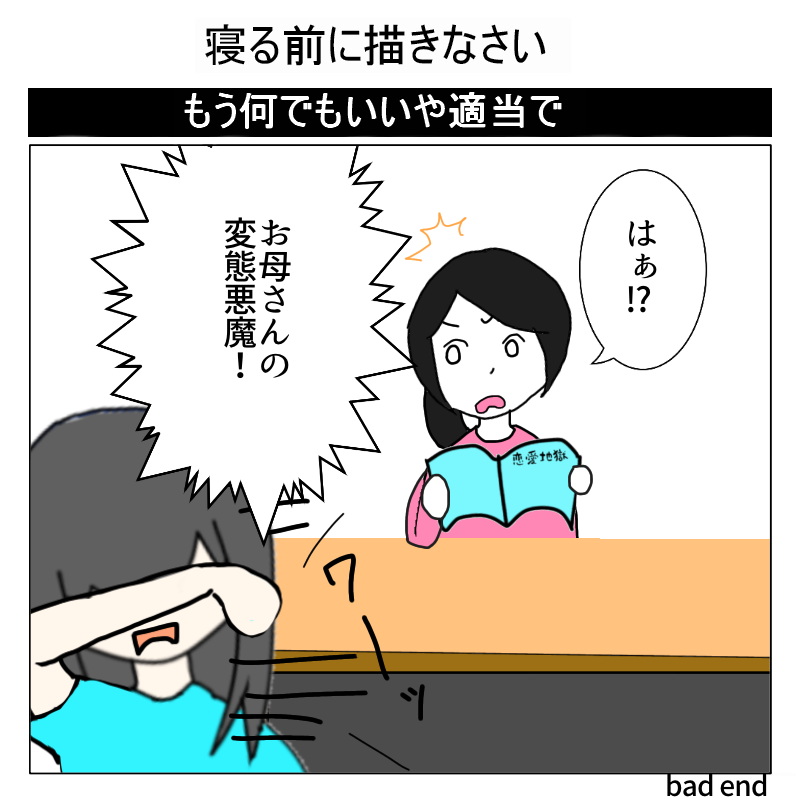 寝る前に描きなさい
もう何でもいいや適当で
はぁ!?
お母さんの
変態悪魔！
恋愛地獄
ワーッ
bad end